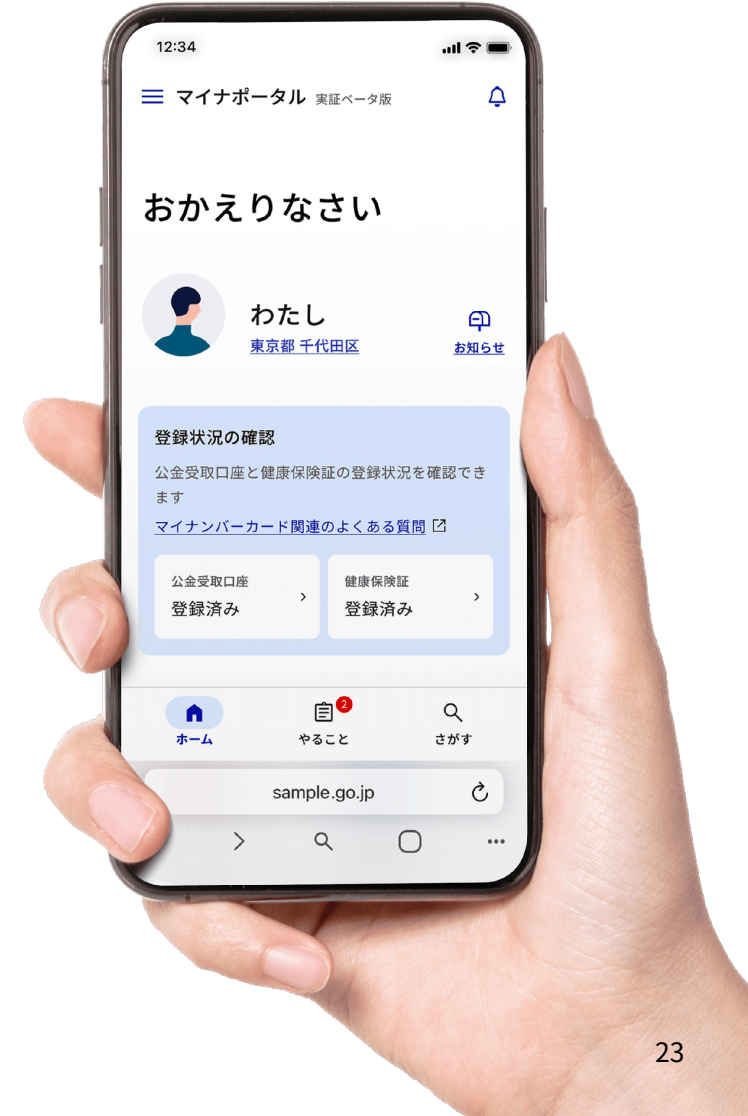 12:34
マイナポータル 実証ベータ版
おかえりなさい
わたし
東京都 千代田区
お知らせ
登録状況の確認
公金受取口座と健康保険証の登録状況を確認でき
ます
マイナンバーカード関連のよくある質問
公金受取口座
登録済み
健康保険証
登録済み
2
ホーム
やること
さがす
sample.go.jp
23